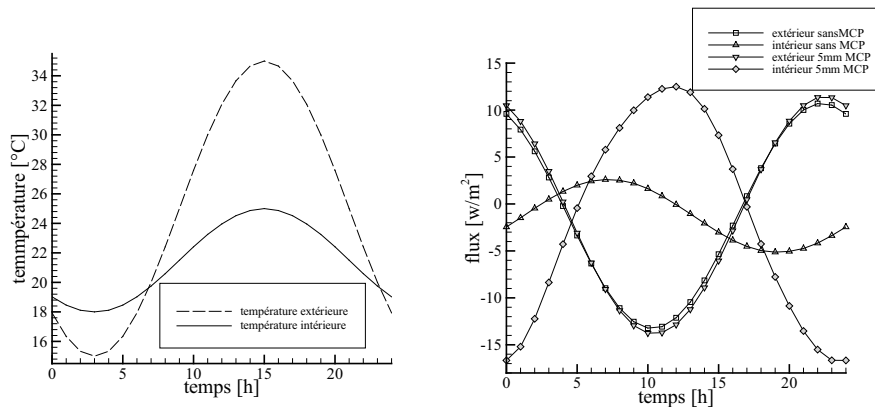 temmpérature [°C]
34
32
30
28
26
24
22
20
18
16
0
5
10
15
20
temps [h]
température extérieure
température intérieure
extérieur sansMCP
intérieur sans MCP
extérieur 5mm MCP
intérieur 5mm MCP
flux [w/m²]
15
10
5
0
-5
-10
-15
0
5
10
15
20
temps [h]